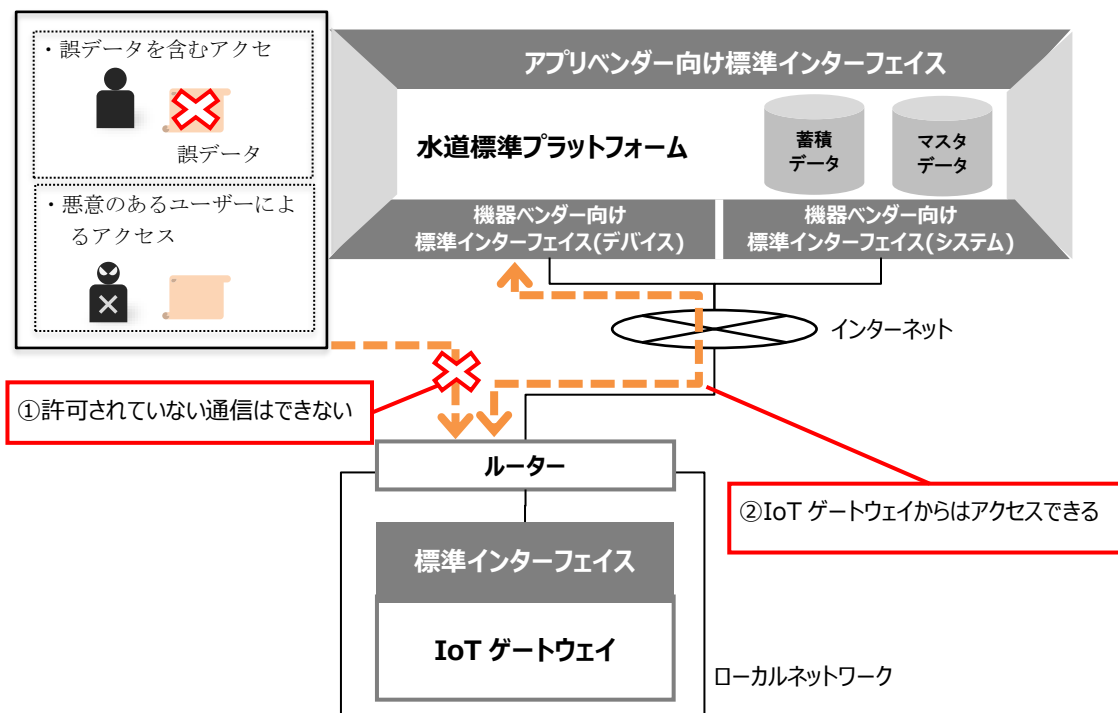 ・誤データを含むアクセ
誤データ
・悪意のあるユーザーによ
るアクセス
アプリベンダー向け標準インターフェイス
水道標準プラットフォーム
蓄積
データ
マスタ
データ
機器ベンダー向け
標準インターフェイス(デバイス)
機器ベンダー向け
標準インターフェイス(システム)
インターネット
①許可されていない通信はできない
ルーター
②IoT ゲートウェイからはアクセスできる
標準インターフェイス
IoT ゲートウェイ
ローカルネットワーク